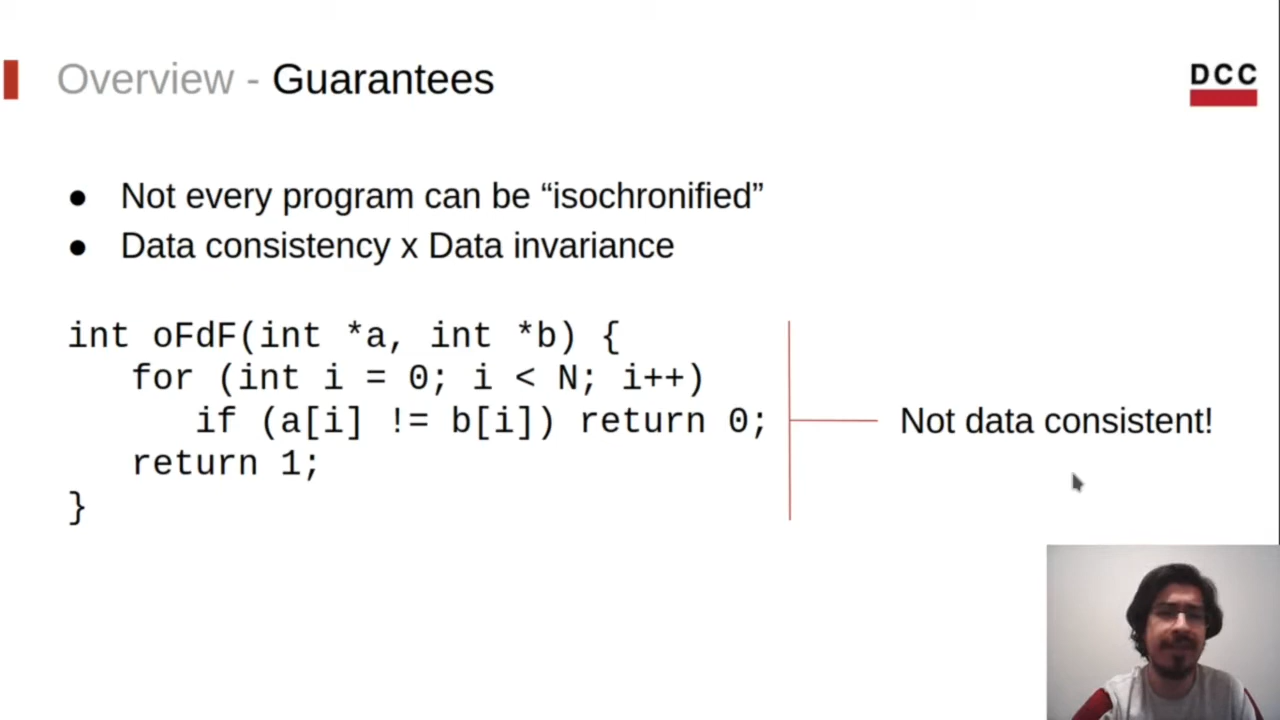 Overview - Guarantees
DCC
● Not every program can be “isochronified”
● Data consistency x Data invariance
int oFdF(int *a, int *b) {
for (int i = 0; i < N; i++)
if (a[i] != b[i]) return 0;
return 1;
}
Not data consistent!